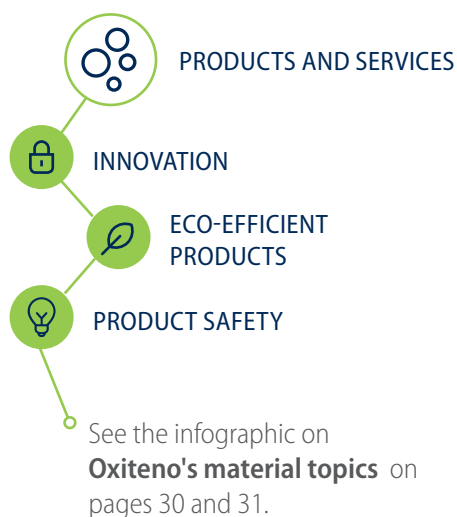 PRODUCTS AND SERVICES
INNOVATION
ECO-EFFICIENT
PRODUCTS
PRODUCT SAFETY
See the infographic on
Oxiteno's material topics on
pages 30 and 31.